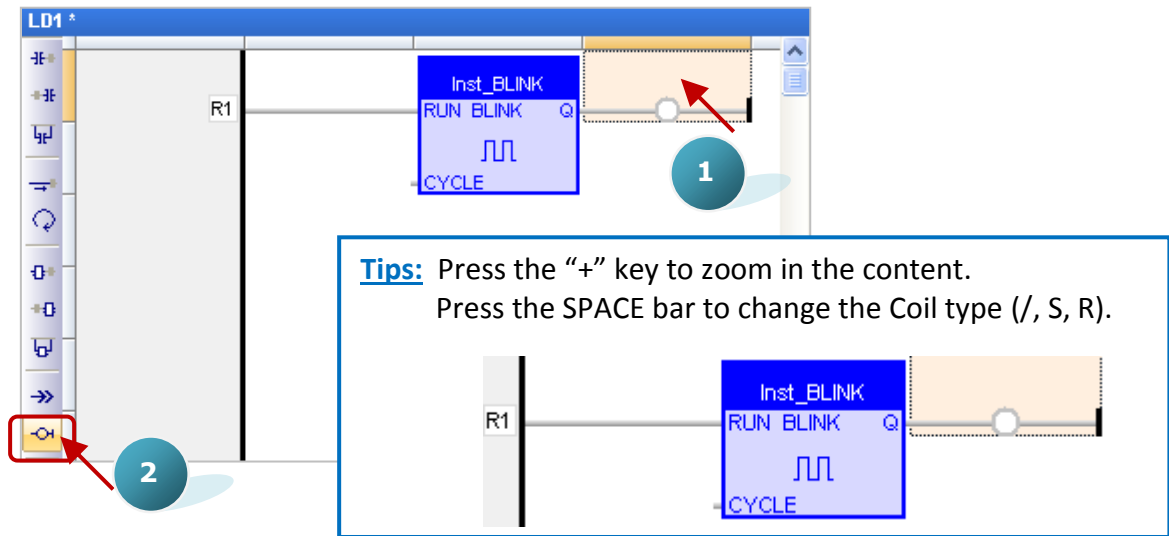 LD1 *
Inst_BLINK
R1
RUN BLINK Q
CYCLE
1
Tips: Press the “+” key to zoom in the content.
Press the SPACE bar to change the Coil type (/, S, R).
Inst_BLINK
R1
RUN BLINK Q
CYCLE
2